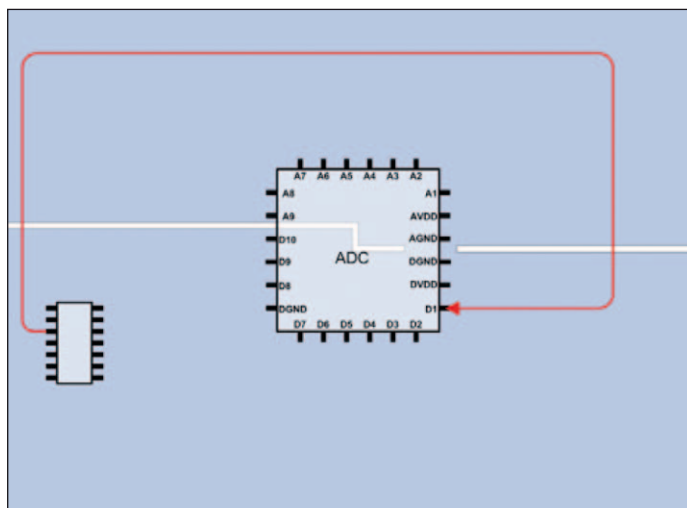 A7 A6 A5 A4 A3 A2
A8 A1
A9 AVDD
D10 AGND
ADC
D9 DGND
D8 DVDD
DGND D1
D7 D6 D5 D4 D3 D2